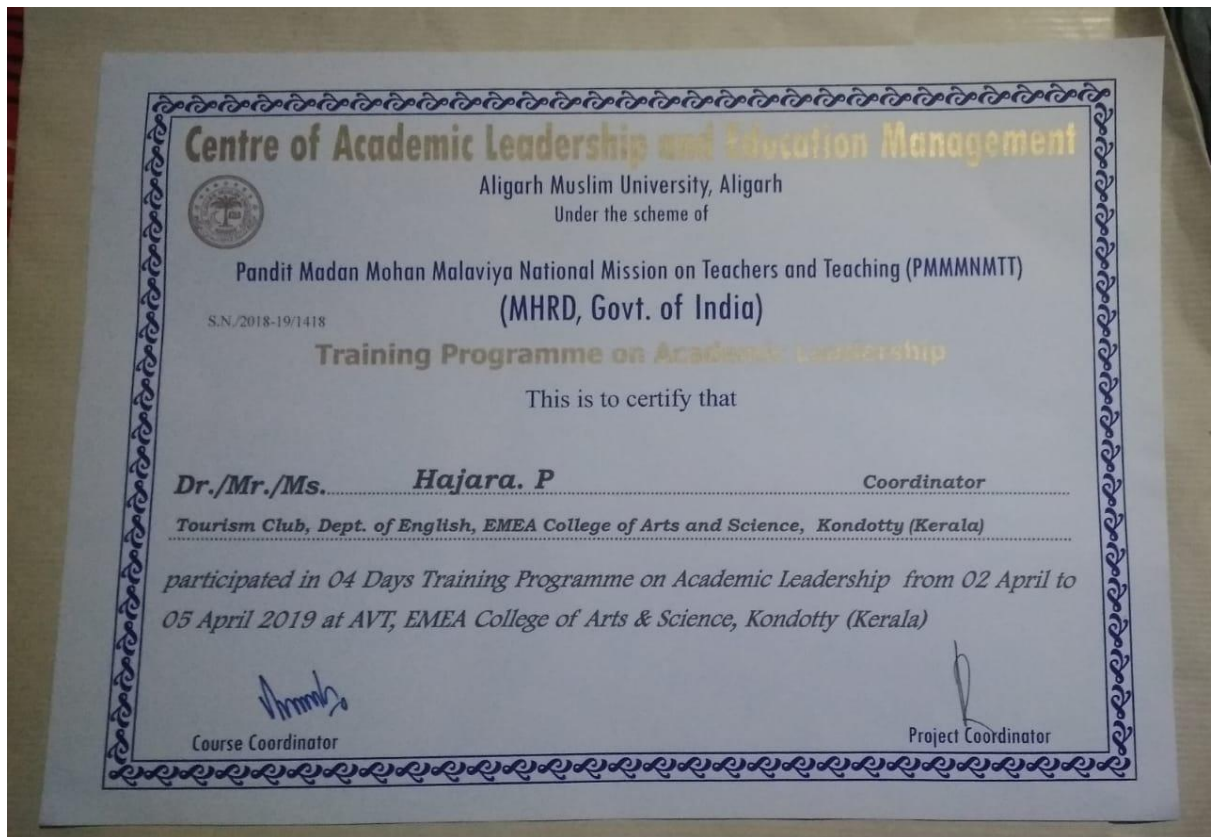 Centre of Academic Leadership and Education Management
Aligarh Muslim University, Aligarh
Under the scheme of
Pandit Madan Mohan Malaviya National Mission on Teachers and Teaching (PMMMNMTT)
(MHRD, Govt. of India)
S.N./2018-19/1418
Training Programme on Academic Leadership
This is to certify that
Dr./Mr./Ms. Hajara. P Coordinator
Tourism Club, Dept. of English, EMEA College of Arts and Science, Kondotty (Kerala)
participated in 04 Days Training Programme on Academic Leadership from 02 April to
05 April 2019 at AVT, EMEA College of Arts & Science, Kondotty (Kerala)
Course Coordinator
Project Coordinator